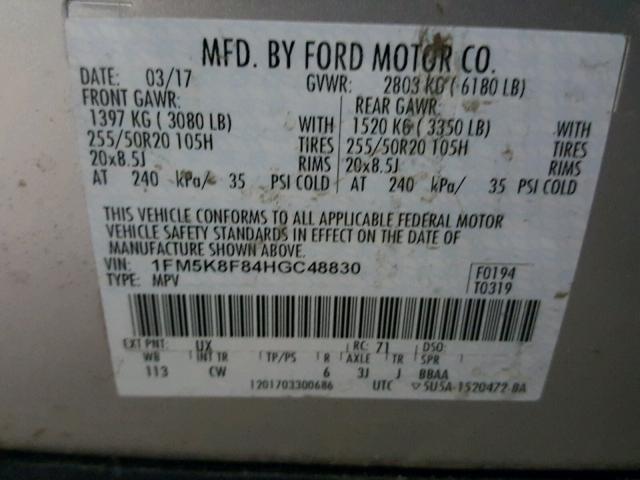 MFD. BY FORD MOTOR CO.
DATE: 03/17 GVWR: 2803 KG ( 6180 LB)
FRONT GAWR: REAR GAWR:
1397 KG ( 3080 LB) WITH 1520 KG ( 3350 LB) WITH
255/50R20 105H TIRES 255/50R20 105H TIRES
20x8.5J RIMS 20x8.5J RIMS
AT 240 kPa/ 35 PSI COLD AT 240 kPa/ 35 PSI COLD
THIS VEHICLE CONFORMS TO ALL APPLICABLE FEDERAL MOTOR
VEHICLE SAFETY STANDARDS IN EFFECT ON THE DATE OF
MANUFACTURE SHOWN ABOVE.
VIN: 1FM5K8F84HGC48830 F0194
TYPE: MPV T0319
EXT PNT: UX RC: 71 DSO:
WB INT TR TP/PS R AXLE TR SPR
113 CW 6 3J J BBAA
1201703300686 UTC ▽5U5A-1520472-BA